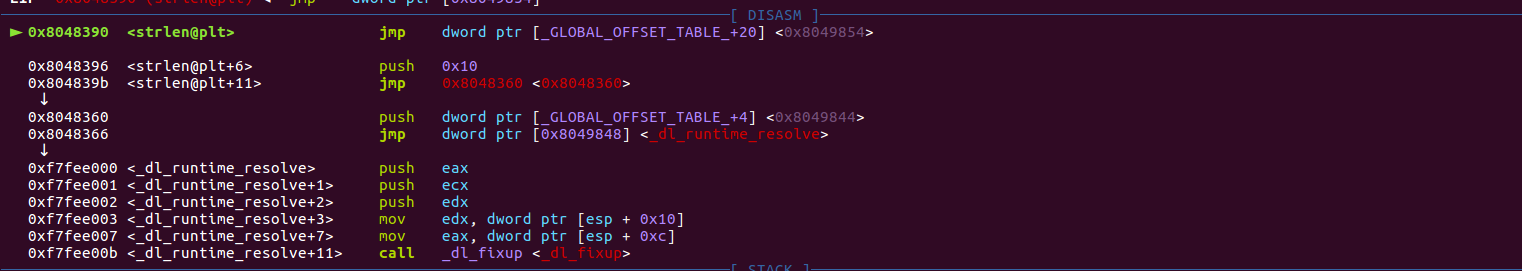 EIP 0x8048390 (strlen@plt) ◂— jmp dword ptr [0x8049854]
[ DISASM ]
► 0x8048390 <strlen@plt> jmp dword ptr [_GLOBAL_OFFSET_TABLE_+20] <0x8049854>
0x8048396 <strlen@plt+6> push 0x10
0x804839b <strlen@plt+11> jmp 0x8048360 <0x8048360>
↓
0x8048360 push dword ptr [_GLOBAL_OFFSET_TABLE_+4] <0x8049844>
0x8048366 jmp dword ptr [0x8049848] <_dl_runtime_resolve>
↓
0xf7fee000 <_dl_runtime_resolve> push eax
0xf7fee001 <_dl_runtime_resolve+1> push ecx
0xf7fee002 <_dl_runtime_resolve+2> push edx
0xf7fee003 <_dl_runtime_resolve+3> mov edx, dword ptr [esp + 0x10]
0xf7fee007 <_dl_runtime_resolve+7> mov eax, dword ptr [esp + 0xc]
0xf7fee00b <_dl_runtime_resolve+11> call _dl_fixup <_dl_fixup>
[ STACK ]